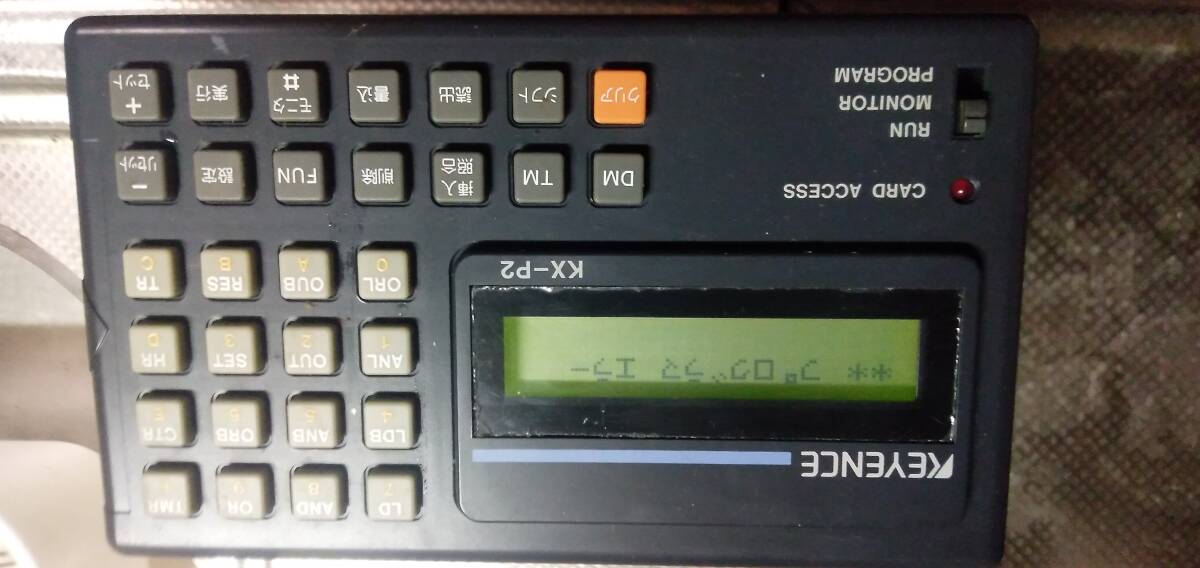 KEYENCE
** プログラム エラー
KX-P2
LD
7
AND
8
OR
9
TMR
LDB
4
ANB
5
ORB
6
CTR
E
ANL
1
OUT
2
SET
3
HR
D
ORL
0
OUB
A
RES
B
TR
C
CARD ACCESS
RUN
MONITOR
PROGRAM
DM
TM
挿入
照合
削除
FUN
設定
−
リセット
クリア
シフト
読出
書込
モニタ
#
実行
+
セット